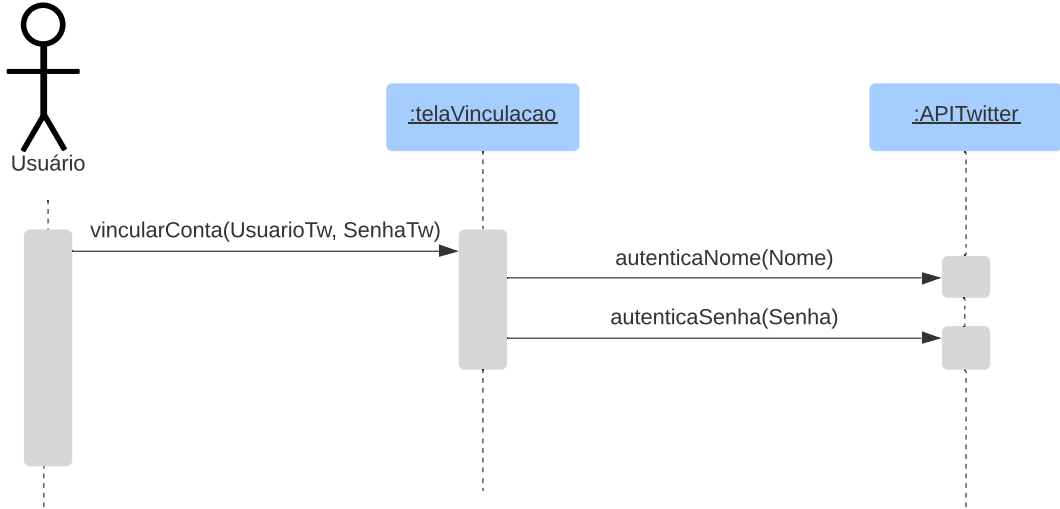 :telaVinculacao
:APITwitter
Usuário
vincularConta(UsuarioTw, SenhaTw)
autenticaNome(Nome)
autenticaSenha(Senha)